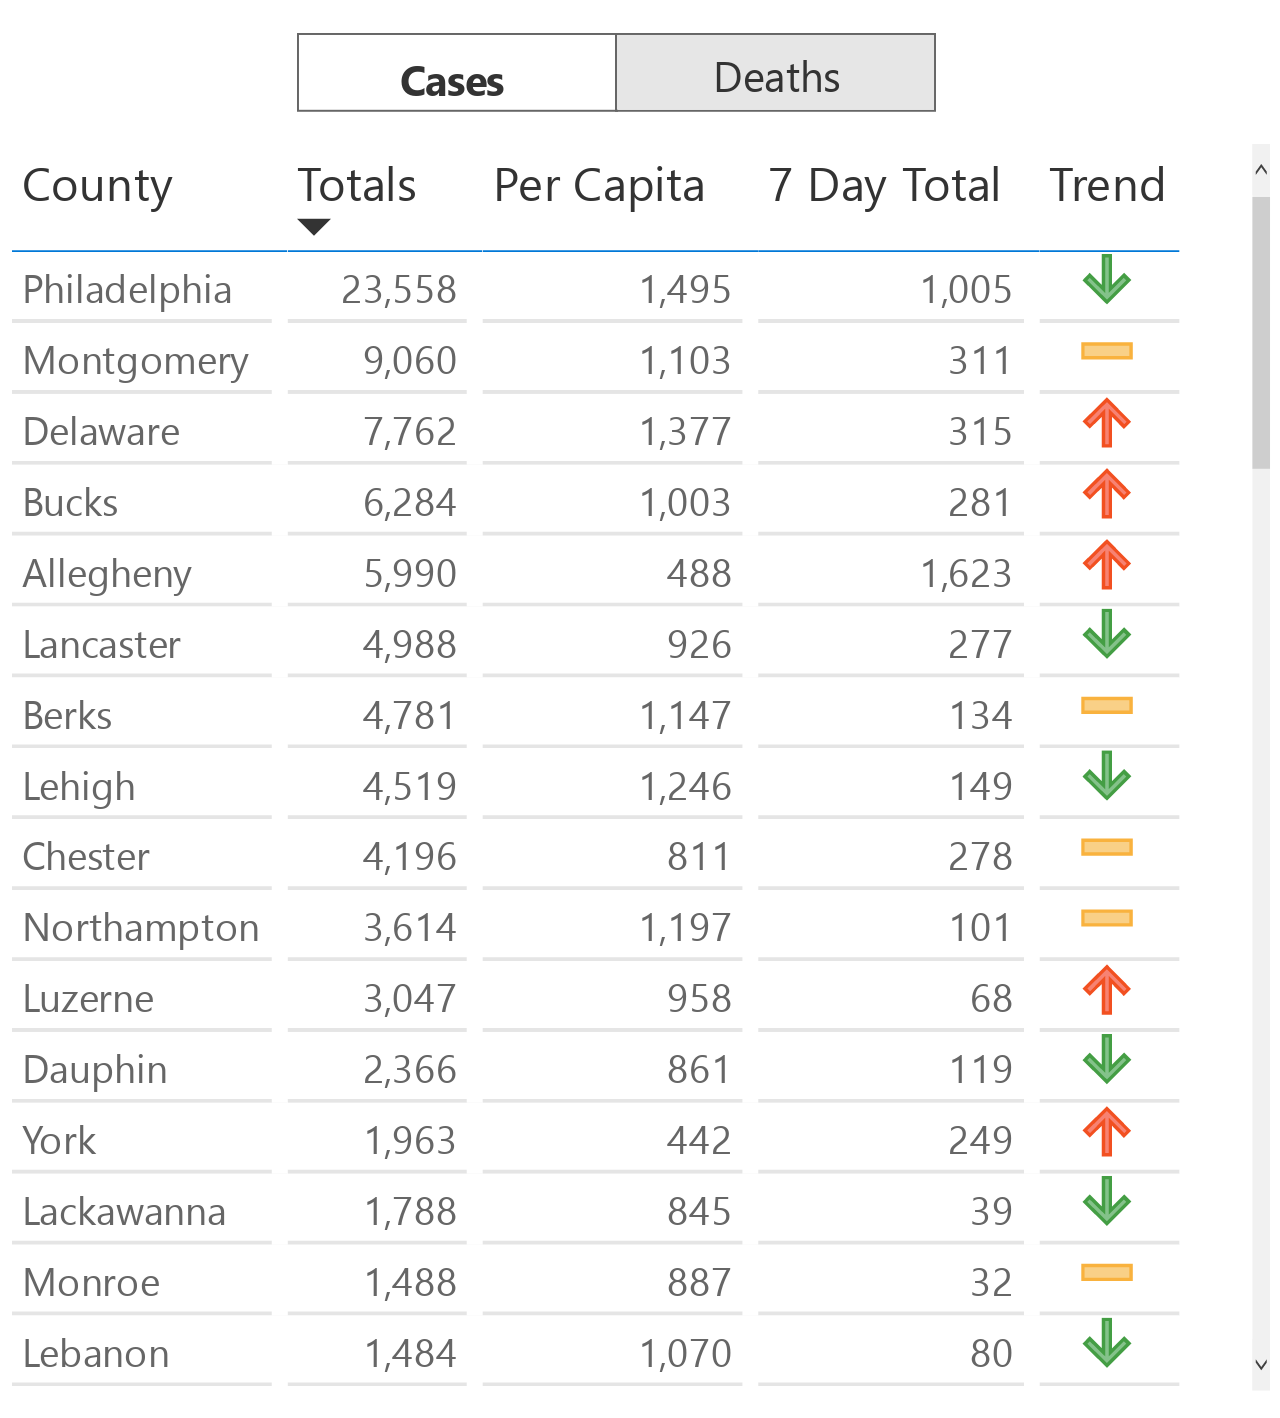 Cases Deaths
County Totals Per Capita 7 Day Total Trend
Philadelphia 23,558 1,495 1,005
Montgomery 9,060 1,103 311
Delaware 7,762 1,377 315
Bucks 6,284 1,003 281
Allegheny 5,990 488 1,623
Lancaster 4,988 926 277
Berks 4,781 1,147 134
Lehigh 4,519 1,246 149
Chester 4,196 811 278
Northampton 3,614 1,197 101
Luzerne 3,047 958 68
Dauphin 2,366 861 119
York 1,963 442 249
Lackawanna 1,788 845 39
Monroe 1,488 887 32
Lebanon 1,484 1,070 80